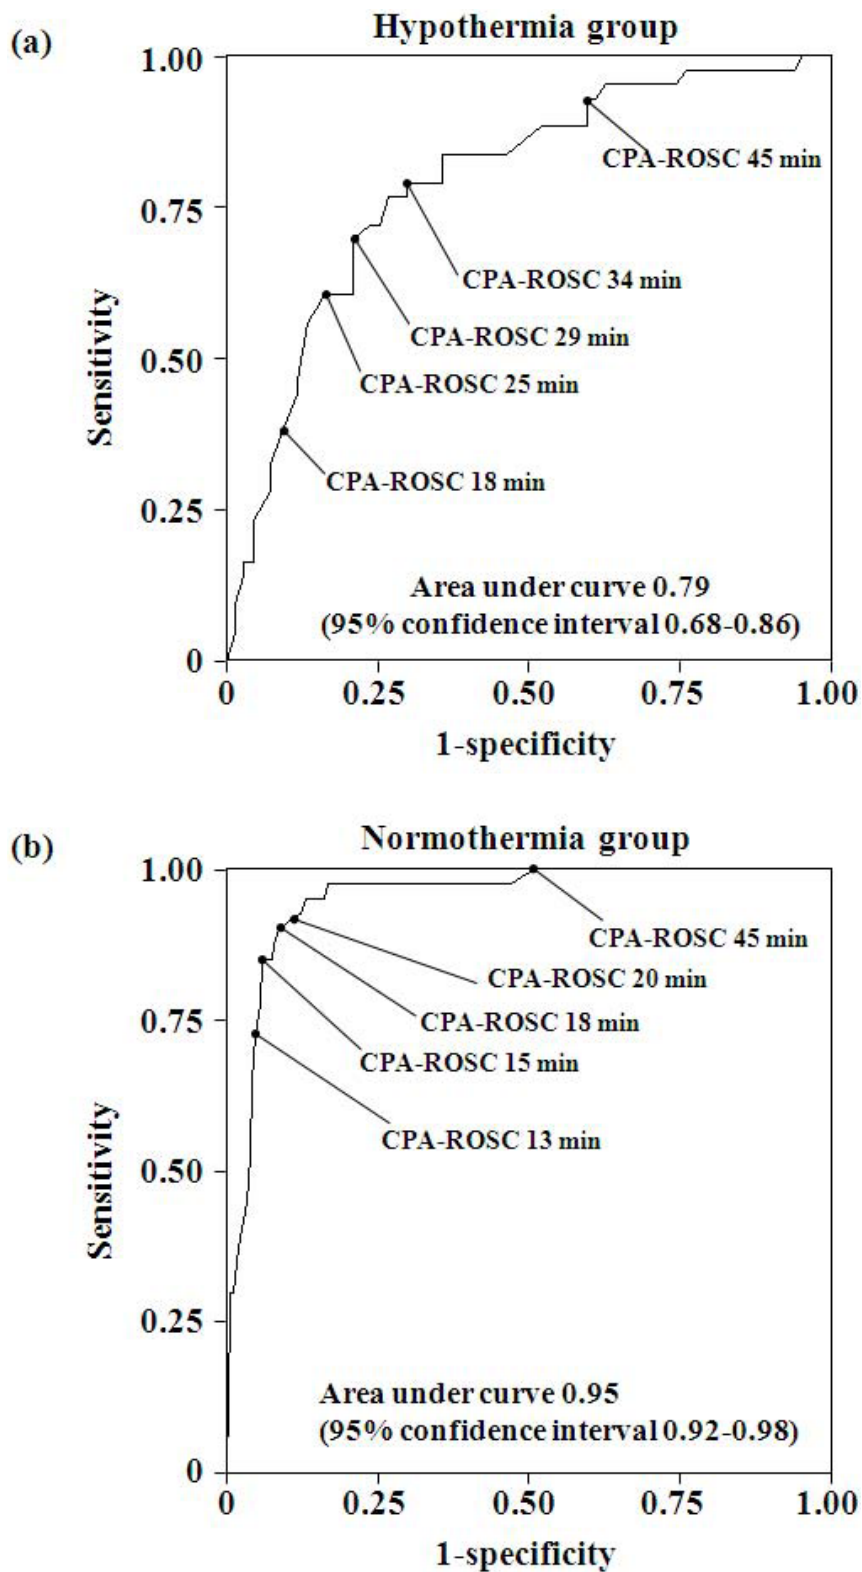 (a)
Hypothermia group
1.00
CPA-ROSC 45 min
0.75
CPA-ROSC 34 min
Sensitivity
CPA-ROSC 29 min
0.50
CPA-ROSC 25 min
CPA-ROSC 18 min
0.25
Area under curve 0.79
(95% confidence interval 0.68-0.86)
0
0 0.25 0.50 0.75 1.00
1-specificity
(b)
Normothermia group
1.00
CPA-ROSC 45 min
CPA-ROSC 20 min
0.75
CPA-ROSC 18 min
CPA-ROSC 15 min
Sensitivity
CPA-ROSC 13 min
0.50
0.25
Area under curve 0.95
(95% confidence interval 0.92-0.98)
0
0 0.25 0.50 0.75 1.00
1-specificity